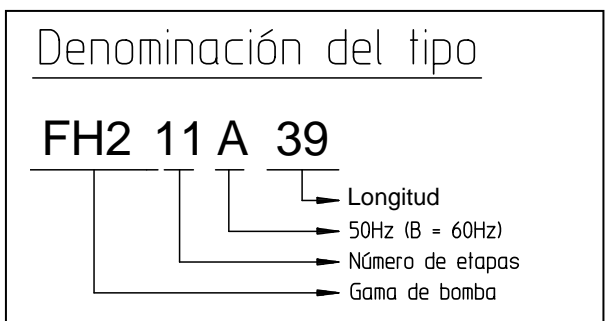 Denominación del tipo
FH2 11 A 39
Longitud
50Hz (B = 60Hz)
Número de etapas
Gama de bomba